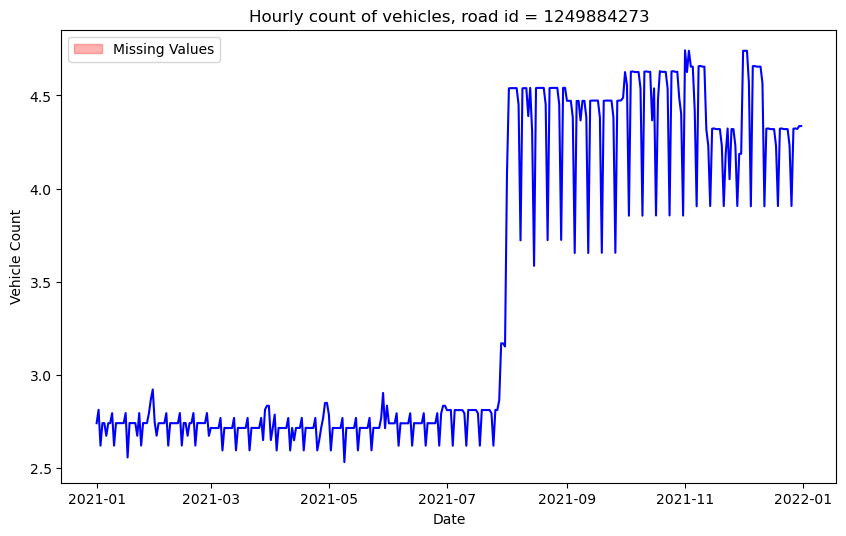 Hourly count of vehicles, road id = 1249884273
Missing Values
Vehicle Count
4.5
4.0
3.5
3.0
2.5
2021-01 2021-03 2021-05 2021-07 2021-09 2021-11 2022-01
Date